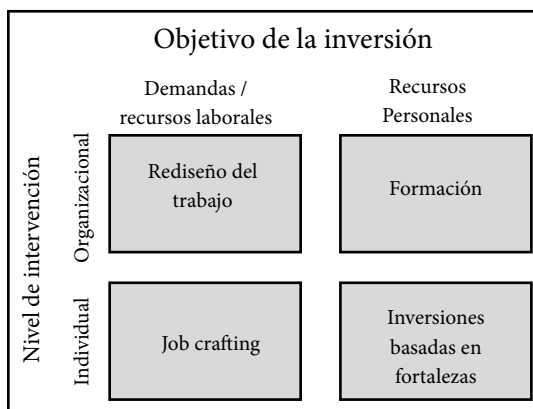 Objetivo de la inversión
Demandas /
recursos laborales
Recursos
Personales
Nivel de intervención
Organizacional
Rediseño del
trabajo
Formación
Individual
Job crafting
Inversiones
basadas en
fortalezas